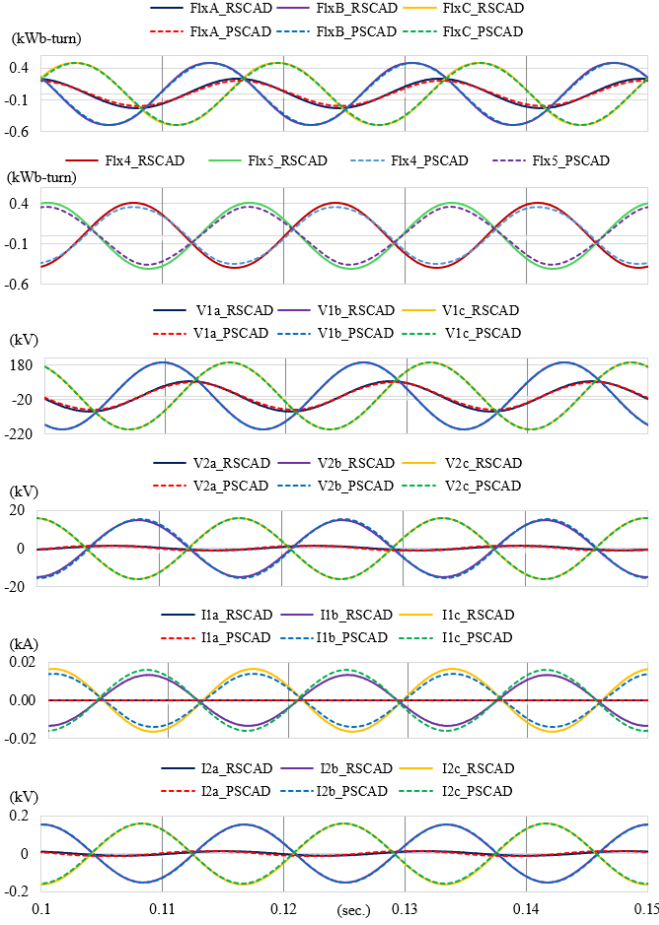 FlxA_RSCAD FlxB_RSCAD FlxC_RSCAD
FlxA_PSCAD FlxB_PSCAD FlxC_PSCAD
(kWb-turn)
0.4
-0.1
-0.6
Flx4_RSCAD Flx5_RSCAD Flx4_PSCAD Flx5_PSCAD
(kWb-turn)
0.4
-0.1
-0.6
V1a_RSCAD V1b_RSCAD V1c_RSCAD
V1a_PSCAD V1b_PSCAD V1c_PSCAD
(kV)
180
-20
-220
V2a_RSCAD V2b_RSCAD V2c_RSCAD
V2a_PSCAD V2b_PSCAD V2c_PSCAD
(kV)
20
0
-20
I1a_RSCAD I1b_RSCAD I1c_RSCAD
I1a_PSCAD I1b_PSCAD I1c_PSCAD
(kA)
0.02
0.00
-0.02
I2a_RSCAD I2b_RSCAD I2c_RSCAD
I2a_PSCAD I2b_PSCAD I2c_PSCAD
(kV)
0.2
0
-0.2
0.1 0.11 0.12 (sec.) 0.13 0.14 0.15